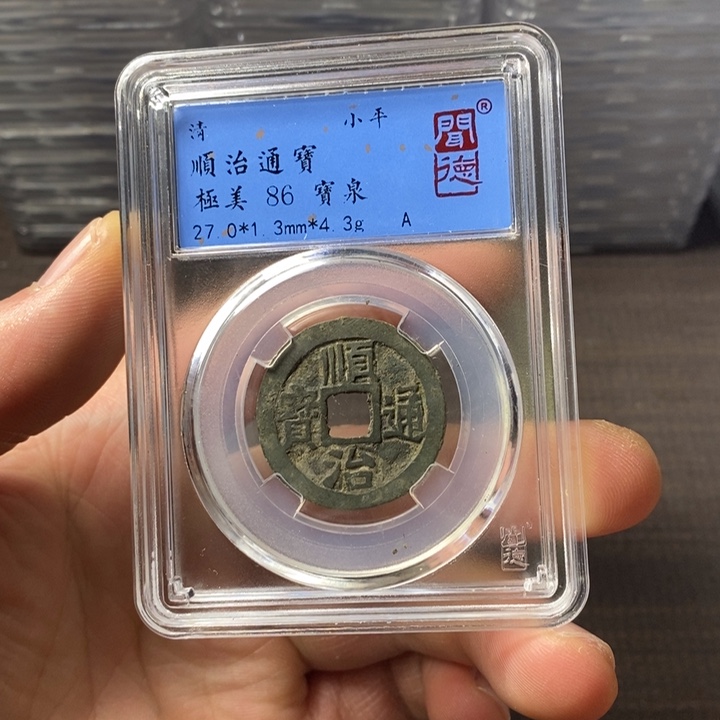 清 小平
順治通寶
極美 86 寶泉
27.0*1.3mm*4.3g A
聞德®
順治通寶
聞德